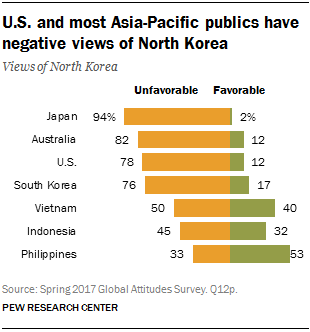 U.S. and most Asia-Pacific publics have
negative views of North Korea
Views of North Korea
Unfavorable Favorable
Japan 94% 2%
Australia 82 12
U.S. 78 12
South Korea 76 17
Vietnam 50 40
Indonesia 45 32
Philippines 33 53
Source: Spring 2017 Global Attitudes Survey. Q12p.
PEW RESEARCH CENTER